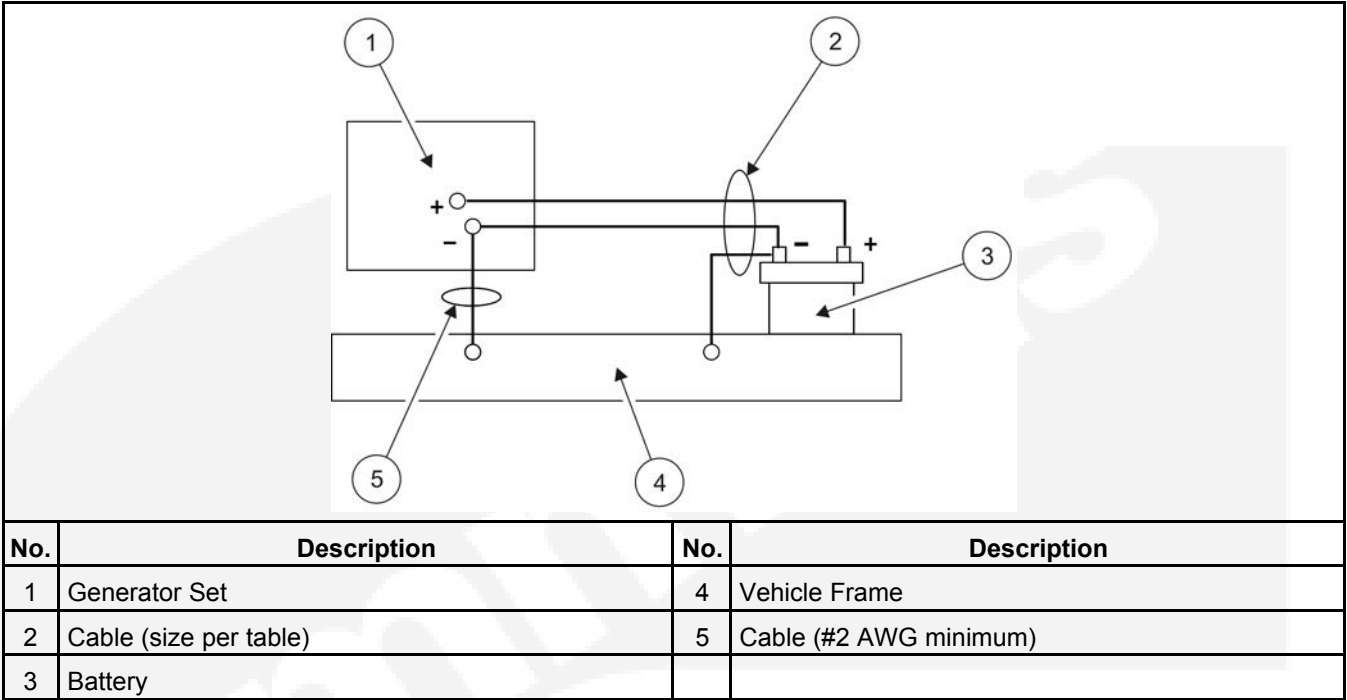 1
2
+
−
−
+
3
5
4
No. Description No. Description
1 Generator Set 4 Vehicle Frame
2 Cable (size per table) 5 Cable (#2 AWG minimum)
3 Battery